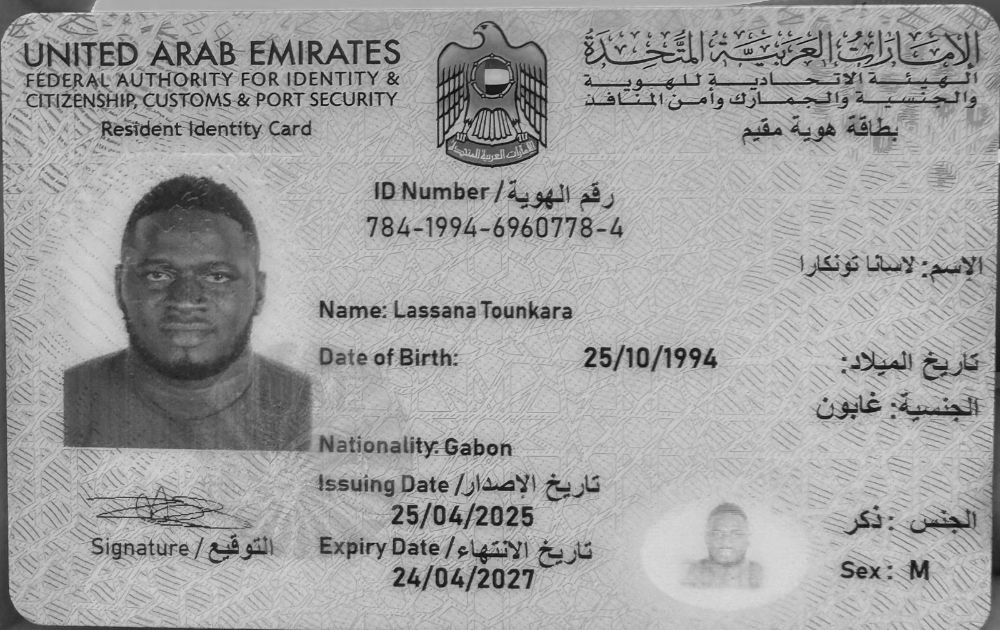 UNITED ARAB EMIRATES
FEDERAL AUTHORITY FOR IDENTITY &
CITIZENSHIP, CUSTOMS & PORT SECURITY
Resident Identity Card
الإمارات العربية المتحدة
الهيئة الاتحادية للهوية
والجنسية والجمارك وأمن المنافذ
بطاقة هوية مقيم
الإمارات العربية المتحدة
ID Number / رقم الهوية
784-1994-6960778-4
الاسم: لاسانا تونكارا
Name: Lassana Tounkara
Date of Birth: 25/10/1994 تاريخ الميلاد:
الجنسية: غابون
Nationality: Gabon
Issuing Date / تاريخ الإصدار
25/04/2025
Expiry Date / تاريخ الانتهاء
24/04/2027
الجنس : ذكر
Sex : M
Signature / التوقيع